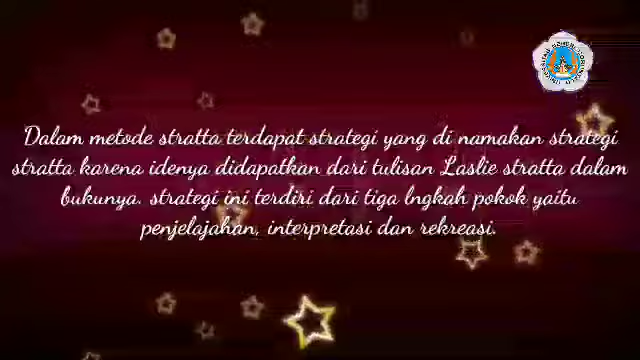 Dalam metode stratta terdapat strategi yang di namakan strategi
stratta karena idenya didapatkan dari tulisan Laslie stratta dalam
bukunya. strategi ini terdiri dari tiga lngkah pokok yaitu
penjelajahan, interpretasi dan rekreasi.